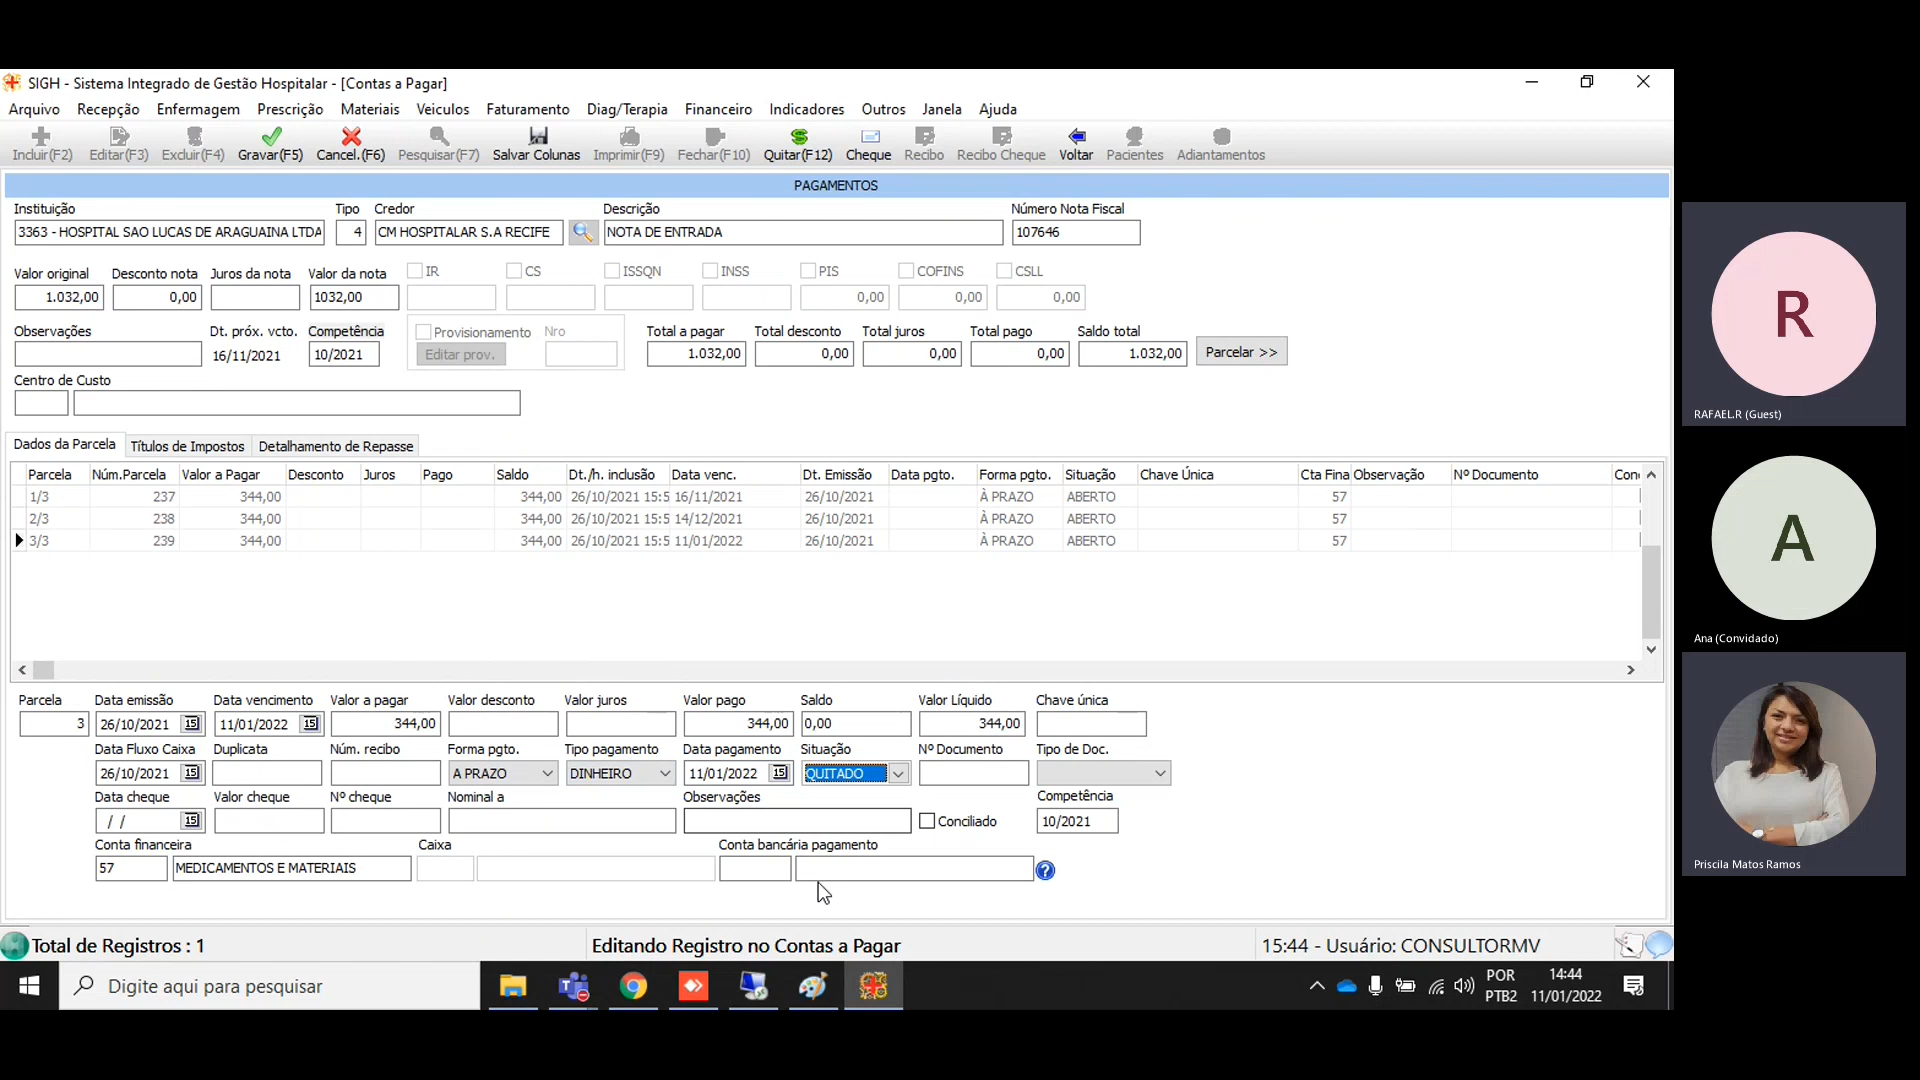 SIGH - Sistema Integrado de Gestão Hospitalar - [Contas a Pagar]
Arquivo Recepção Enfermagem Prescrição Materiais Veiculos Faturamento Diag/Terapia Financeiro Indicadores Outros Janela Ajuda
Incluir(F2) Editar(F3) Excluir(F4) Gravar(F5) Cancel.(F6) Pesquisar(F7) Salvar Colunas Imprimir(F9) Fechar(F10) Quitar(F12) Cheque Recibo Recibo Cheque Voltar Pacientes Adiantamentos
PAGAMENTOS
Instituição Tipo Credor Descrição Número Nota Fiscal
3363 - HOSPITAL SAO LUCAS DE ARAGUAINA LTDA 4 CM HOSPITALAR S.A RECIFE NOTA DE ENTRADA 107646
Valor original Desconto nota Juros da nota Valor da nota IR CS ISSQN INSS PIS COFINS CSLL
1.032,00 0,00 1032,00 0,00 0,00 0,00
Observações Dt. próx. vcto. Competência Provisionamento Nro Total a pagar Total desconto Total juros Total pago Saldo total
16/11/2021 10/2021 Editar prov. 1.032,00 0,00 0,00 0,00 1.032,00 Parcelar >>
Centro de Custo
Dados da Parcela Títulos de Impostos Detalhamento de Repasse
Parcela Núm.Parcela Valor a Pagar Desconto Juros Pago Saldo Dt./h. inclusão Data venc. Dt. Emissão Data pgto. Forma pgto. Situação Chave Única Cta Fina Observação Nº Documento Con
1/3 237 344,00 344,00 26/10/2021 15:5 16/11/2021 26/10/2021 À PRAZO ABERTO 57
2/3 238 344,00 344,00 26/10/2021 15:5 14/12/2021 26/10/2021 À PRAZO ABERTO 57
3/3 239 344,00 344,00 26/10/2021 15:5 11/01/2022 26/10/2021 À PRAZO ABERTO 57
Parcela Data emissão Data vencimento Valor a pagar Valor desconto Valor juros Valor pago Saldo Valor Líquido Chave única
3 26/10/2021 15 11/01/2022 15 344,00 344,00 0,00 344,00
Data Fluxo Caixa Duplicata Núm. recibo Forma pgto. Tipo pagamento Data pagamento Situação Nº Documento Tipo de Doc.
26/10/2021 15 A PRAZO DINHEIRO 11/01/2022 15 QUITADO
Data cheque Valor cheque Nº cheque Nominal a Observações Competência
/ / 15 Conciliado 10/2021
Conta financeira Caixa Conta bancária pagamento
57 MEDICAMENTOS E MATERIAIS
Total de Registros : 1 Editando Registro no Contas a Pagar 15:44 - Usuário: CONSULTORMV
Digite aqui para pesquisar
POR
PTB2
14:44
11/01/2022
R
RAFAEL.R (Guest)
A
Ana (Convidado)
Priscila Matos Ramos